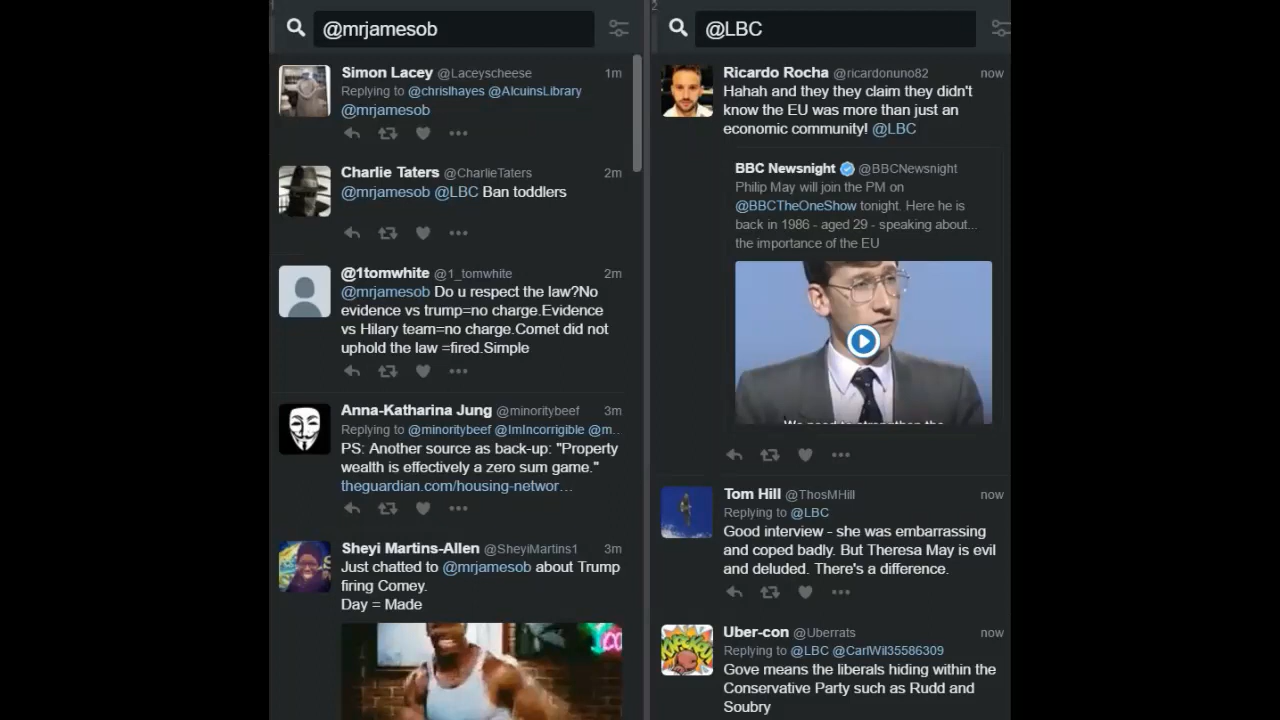 1
@mrjamesob
Simon Lacey @Laceyscheese 1m
Replying to @chrislhayes @AlcuinsLibrary
@mrjamesob
Charlie Taters @CharlieTaters 2m
@mrjamesob @LBC Ban toddlers
@1tomwhite @1_tomwhite 2m
@mrjamesob Do u respect the law?No
evidence vs trump=no charge.Evidence
vs Hilary team=no charge.Comet did not
uphold the law =fired.Simple
Anna-Katharina Jung @minoritybeef 3m
Replying to @minoritybeef @ImIncorrigible @m..
PS: Another source as back-up: "Property
wealth is effectively a zero sum game."
theguardian.com/housing-networ…
Sheyi Martins-Allen @SheyiMartins1 3m
Just chatted to @mrjamesob about Trump
firing Comey.
Day = Made
2
@LBC
Ricardo Rocha @ricardonuno82 now
Hahah and they they claim they didn't
know the EU was more than just an
economic community! @LBC
BBC Newsnight @BBCNewsnight
Philip May will join the PM on
@BBCTheOneShow tonight. Here he is
back in 1986 - aged 29 - speaking about...
the importance of the EU
We need to strengthen the
Tom Hill @ThosMHill now
Replying to @LBC
Good interview - she was embarrassing
and coped badly. But Theresa May is evil
and deluded. There's a difference.
Uber-con @Uberrats now
Replying to @LBC @CarlWil35586309
Gove means the liberals hiding within the
Conservative Party such as Rudd and
Soubry